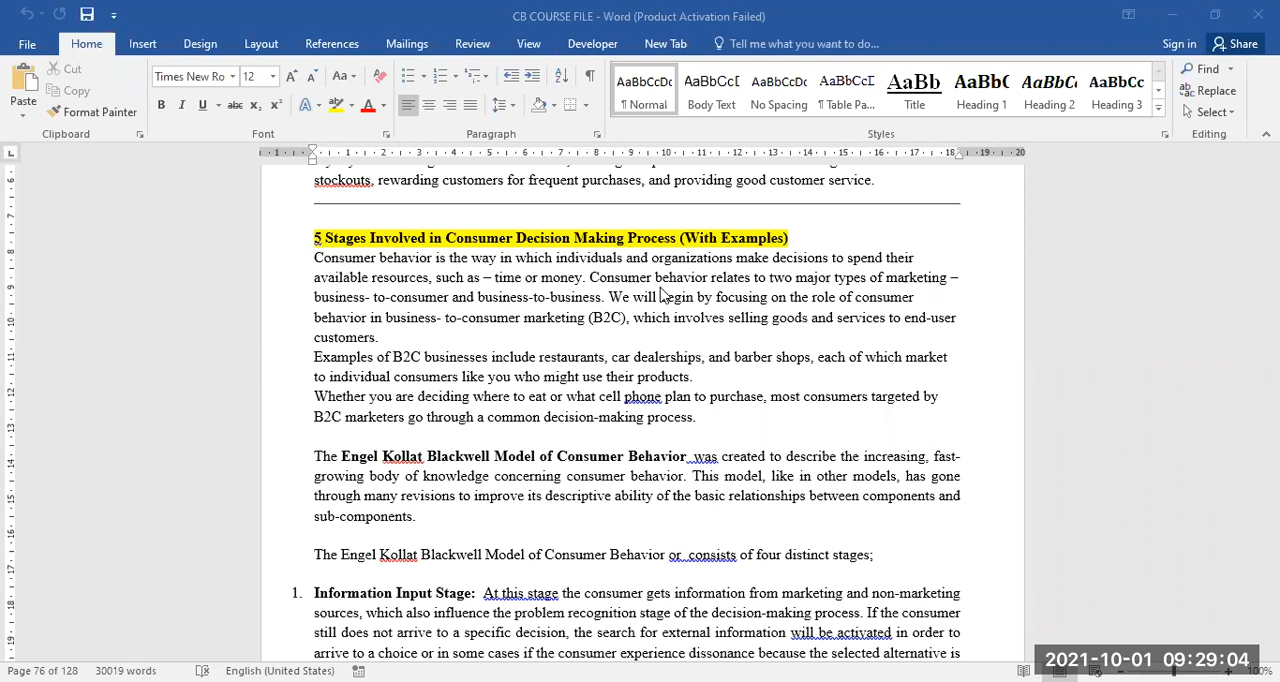 CB COURSE FILE - Word (Product Activation Failed)
File Home Insert Design Layout References Mailings Review View Developer New Tab Tell me what you want to do... Sign in Share
Paste
Cut
Copy
Format Painter
Clipboard
Times New Ro 12
Font
Paragraph
AaBbCcDc AaBbCcI AaBbCcDc AaBbCcI AaBb AaBbC AaBbCc AaBbCc
¶ Normal Body Text No Spacing ¶ Table Pa... Title Heading 1 Heading 2 Heading 3
Styles
Find
Replace
Select
Editing
stockouts, rewarding customers for frequent purchases, and providing good customer service.
5 Stages Involved in Consumer Decision Making Process (With Examples)
Consumer behavior is the way in which individuals and organizations make decisions to spend their
available resources, such as – time or money. Consumer behavior relates to two major types of marketing –
business- to-consumer and business-to-business. We will begin by focusing on the role of consumer
behavior in business- to-consumer marketing (B2C), which involves selling goods and services to end-user
customers.
Examples of B2C businesses include restaurants, car dealerships, and barber shops, each of which market
to individual consumers like you who might use their products.
Whether you are deciding where to eat or what cell phone plan to purchase, most consumers targeted by
B2C marketers go through a common decision-making process.
The Engel Kollat Blackwell Model of Consumer Behavior was created to describe the increasing, fast-
growing body of knowledge concerning consumer behavior. This model, like in other models, has gone
through many revisions to improve its descriptive ability of the basic relationships between components and
sub-components.
The Engel Kollat Blackwell Model of Consumer Behavior or consists of four distinct stages;
1. Information Input Stage: At this stage the consumer gets information from marketing and non-marketing
sources, which also influence the problem recognition stage of the decision-making process. If the consumer
still does not arrive to a specific decision, the search for external information will be activated in order to
arrive to a choice or in some cases if the consumer experience dissonance because the selected alternative is
Page 76 of 128 30019 words English (United States) 100%
2021-10-01 09:29:04